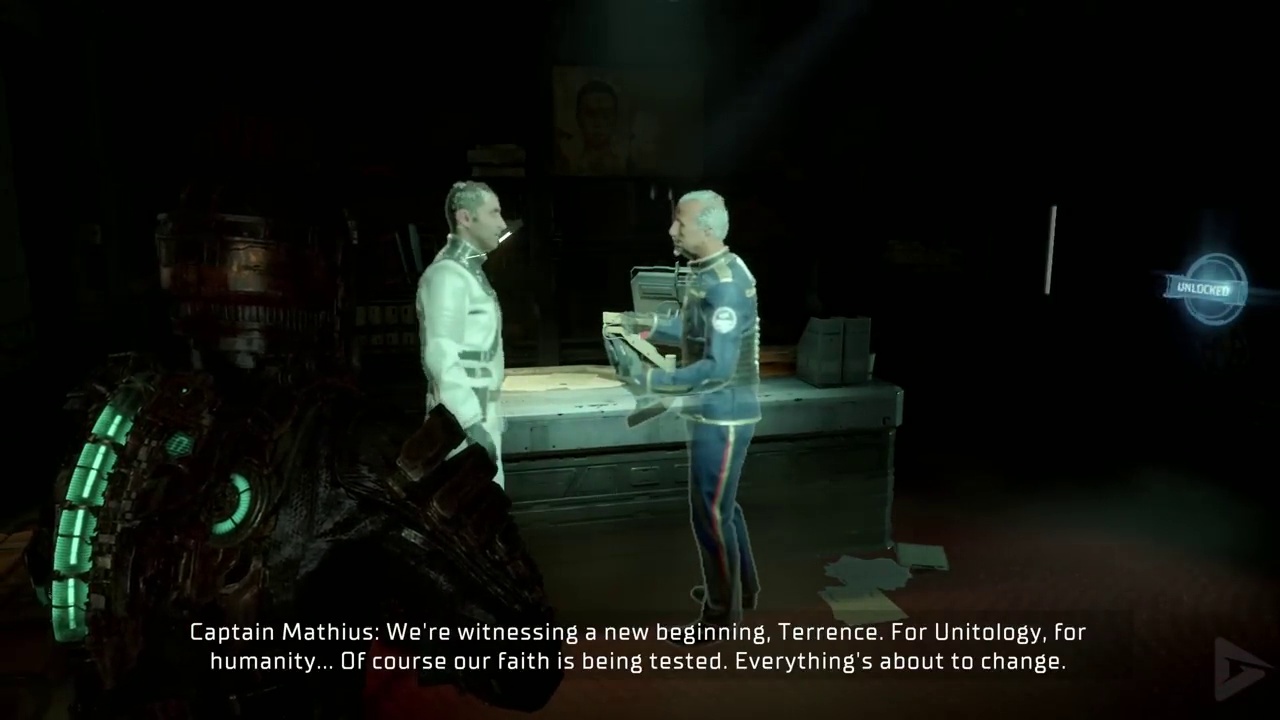 UNLOCKED
Captain Mathius: We're witnessing a new beginning, Terrence. For Unitology, for
humanity... Of course our faith is being tested. Everything's about to change.